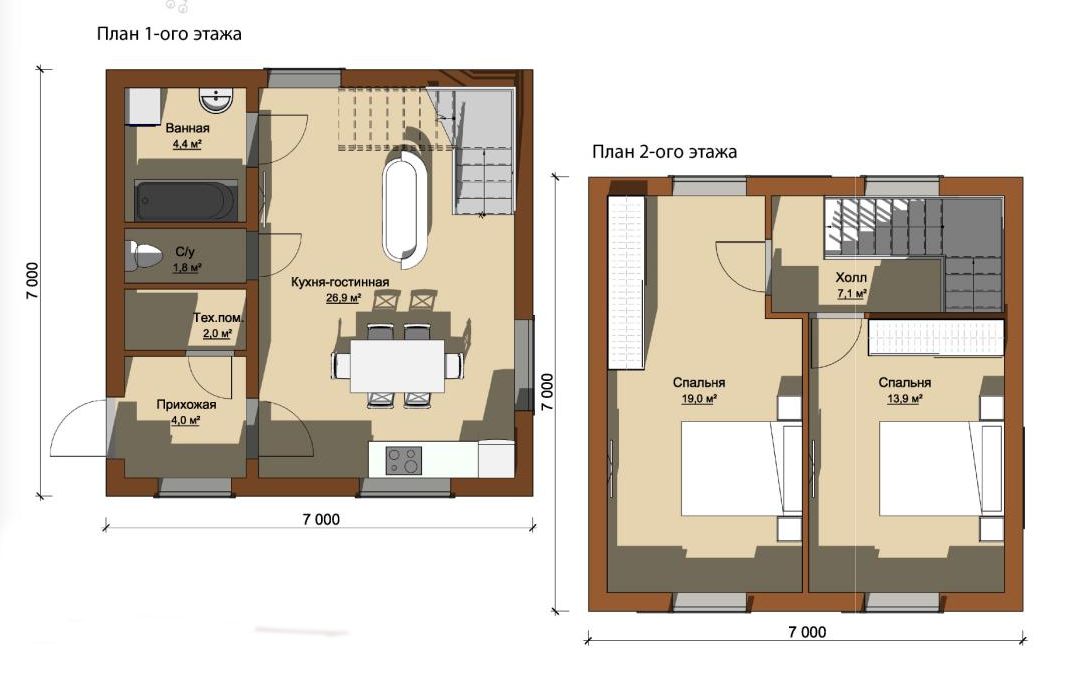 План 1-ого этажа
Ванная
4,4 м²
С/у
1,8 м²
Кухня-гостинная
26,9 м²
Тех.пом.
2,0 м²
Прихожая
4,0 м²
7 000
7 000
План 2-ого этажа
Холл
7,1 м²
Спальня
19,0 м²
Спальня
13,9 м²
7 000
7 000